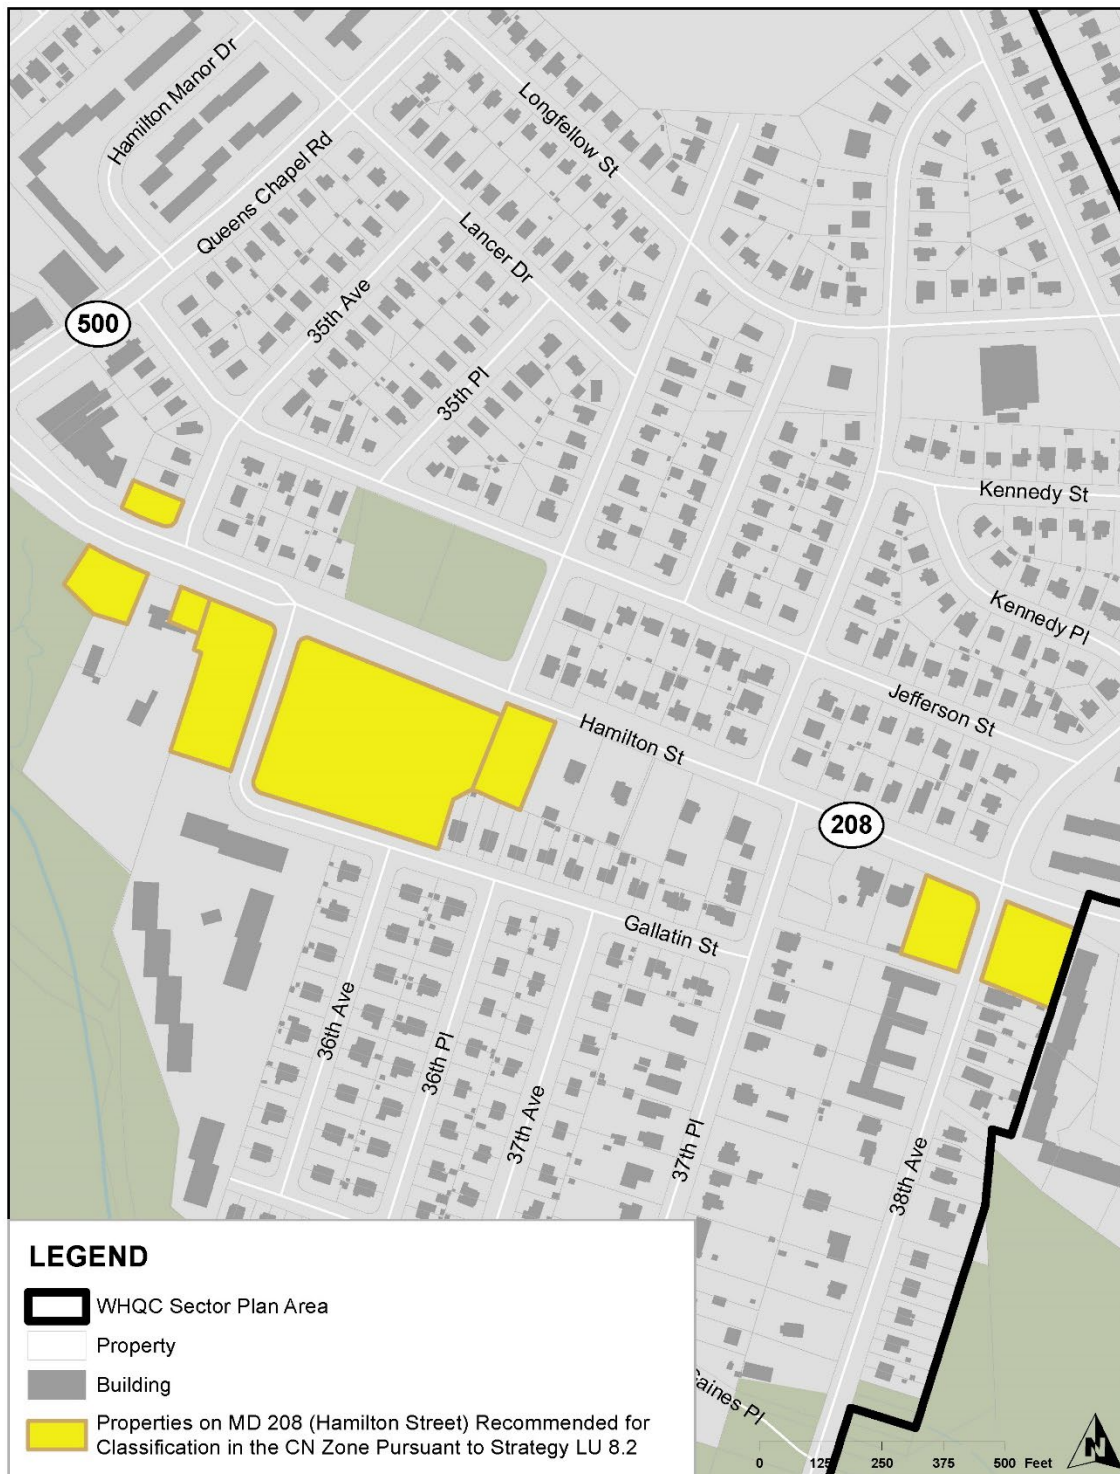 Hamilton Manor Dr
Longfellow St
Queens Chapel Rd
Lancer Dr
35th Ave
500
35th Pl
Kennedy St
Kennedy Pl
Jefferson St
Hamilton St
208
Gallatin St
36th Ave
36th Pl
37th Ave
37th Pl
38th Ave
LEGEND
WHQC Sector Plan Area
Property
Building
Properties on MD 208 (Hamilton Street) Recommended for
Classification in the CN Zone Pursuant to Strategy LU 8.2
Gaines Pl
0 125 250 375 500 Feet
N